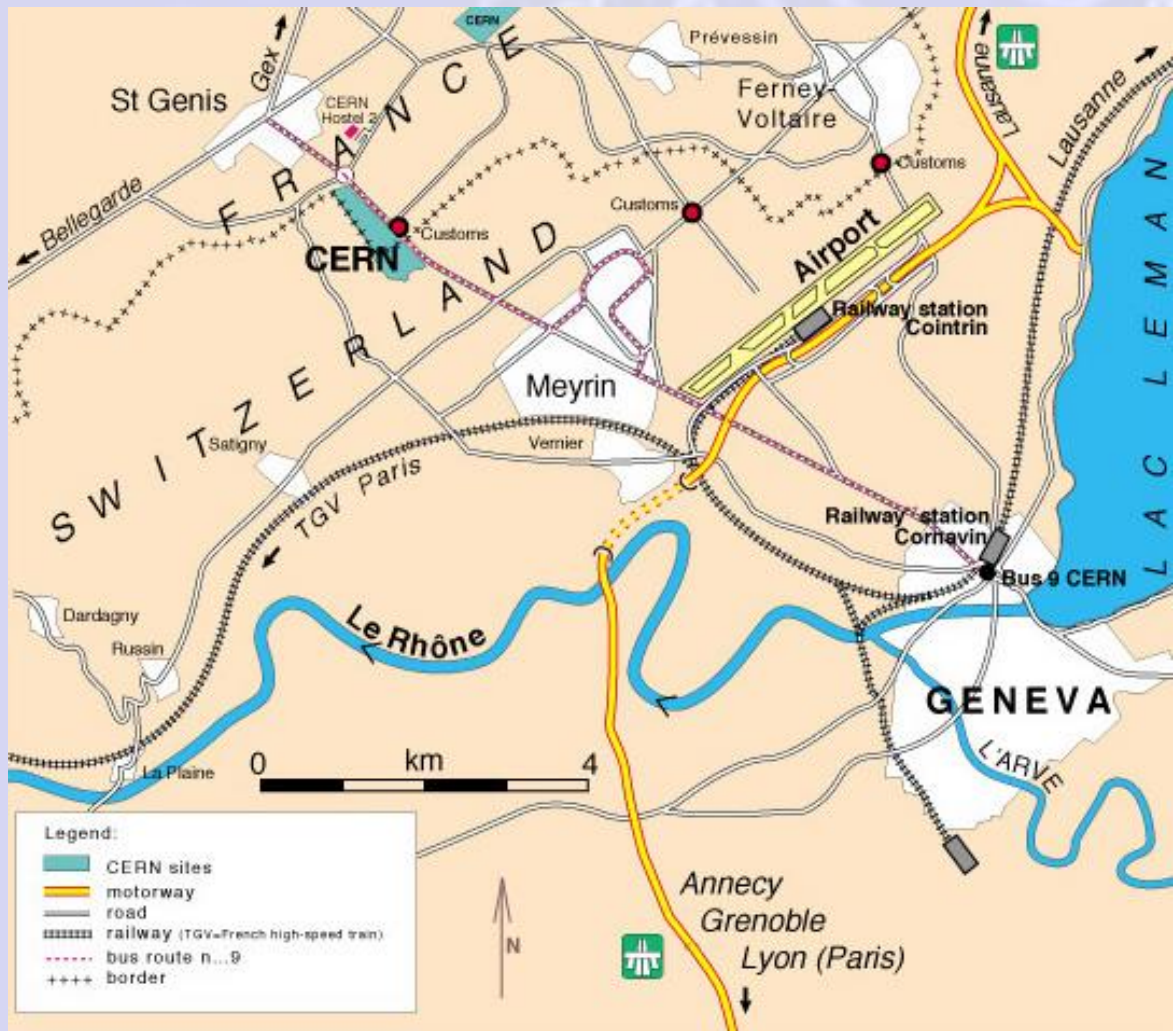 CERN
Gex
St Genis
CERN
Hostel 2
Prévessin
Ferney-
Voltaire
Lausanne
Lausanne
FRANCE
Customs
Customs
Customs
Bellegarde
CERN
Airport
Railway station
Cointrin
SWITZERLAND
Meyrin
Vernier
Satigny
TGV Paris
LAC LEMAN
Railway station
Cornavin
Bus 9 CERN
Dardagny
Russin
Le Rhône
GENEVA
La Plaine
L'ARVE
0 km 4
Legend:
CERN sites
motorway
road
railway (TGV=French high-speed train)
bus route n...9
++++ border
N
Annecy
Grenoble
Lyon (Paris)